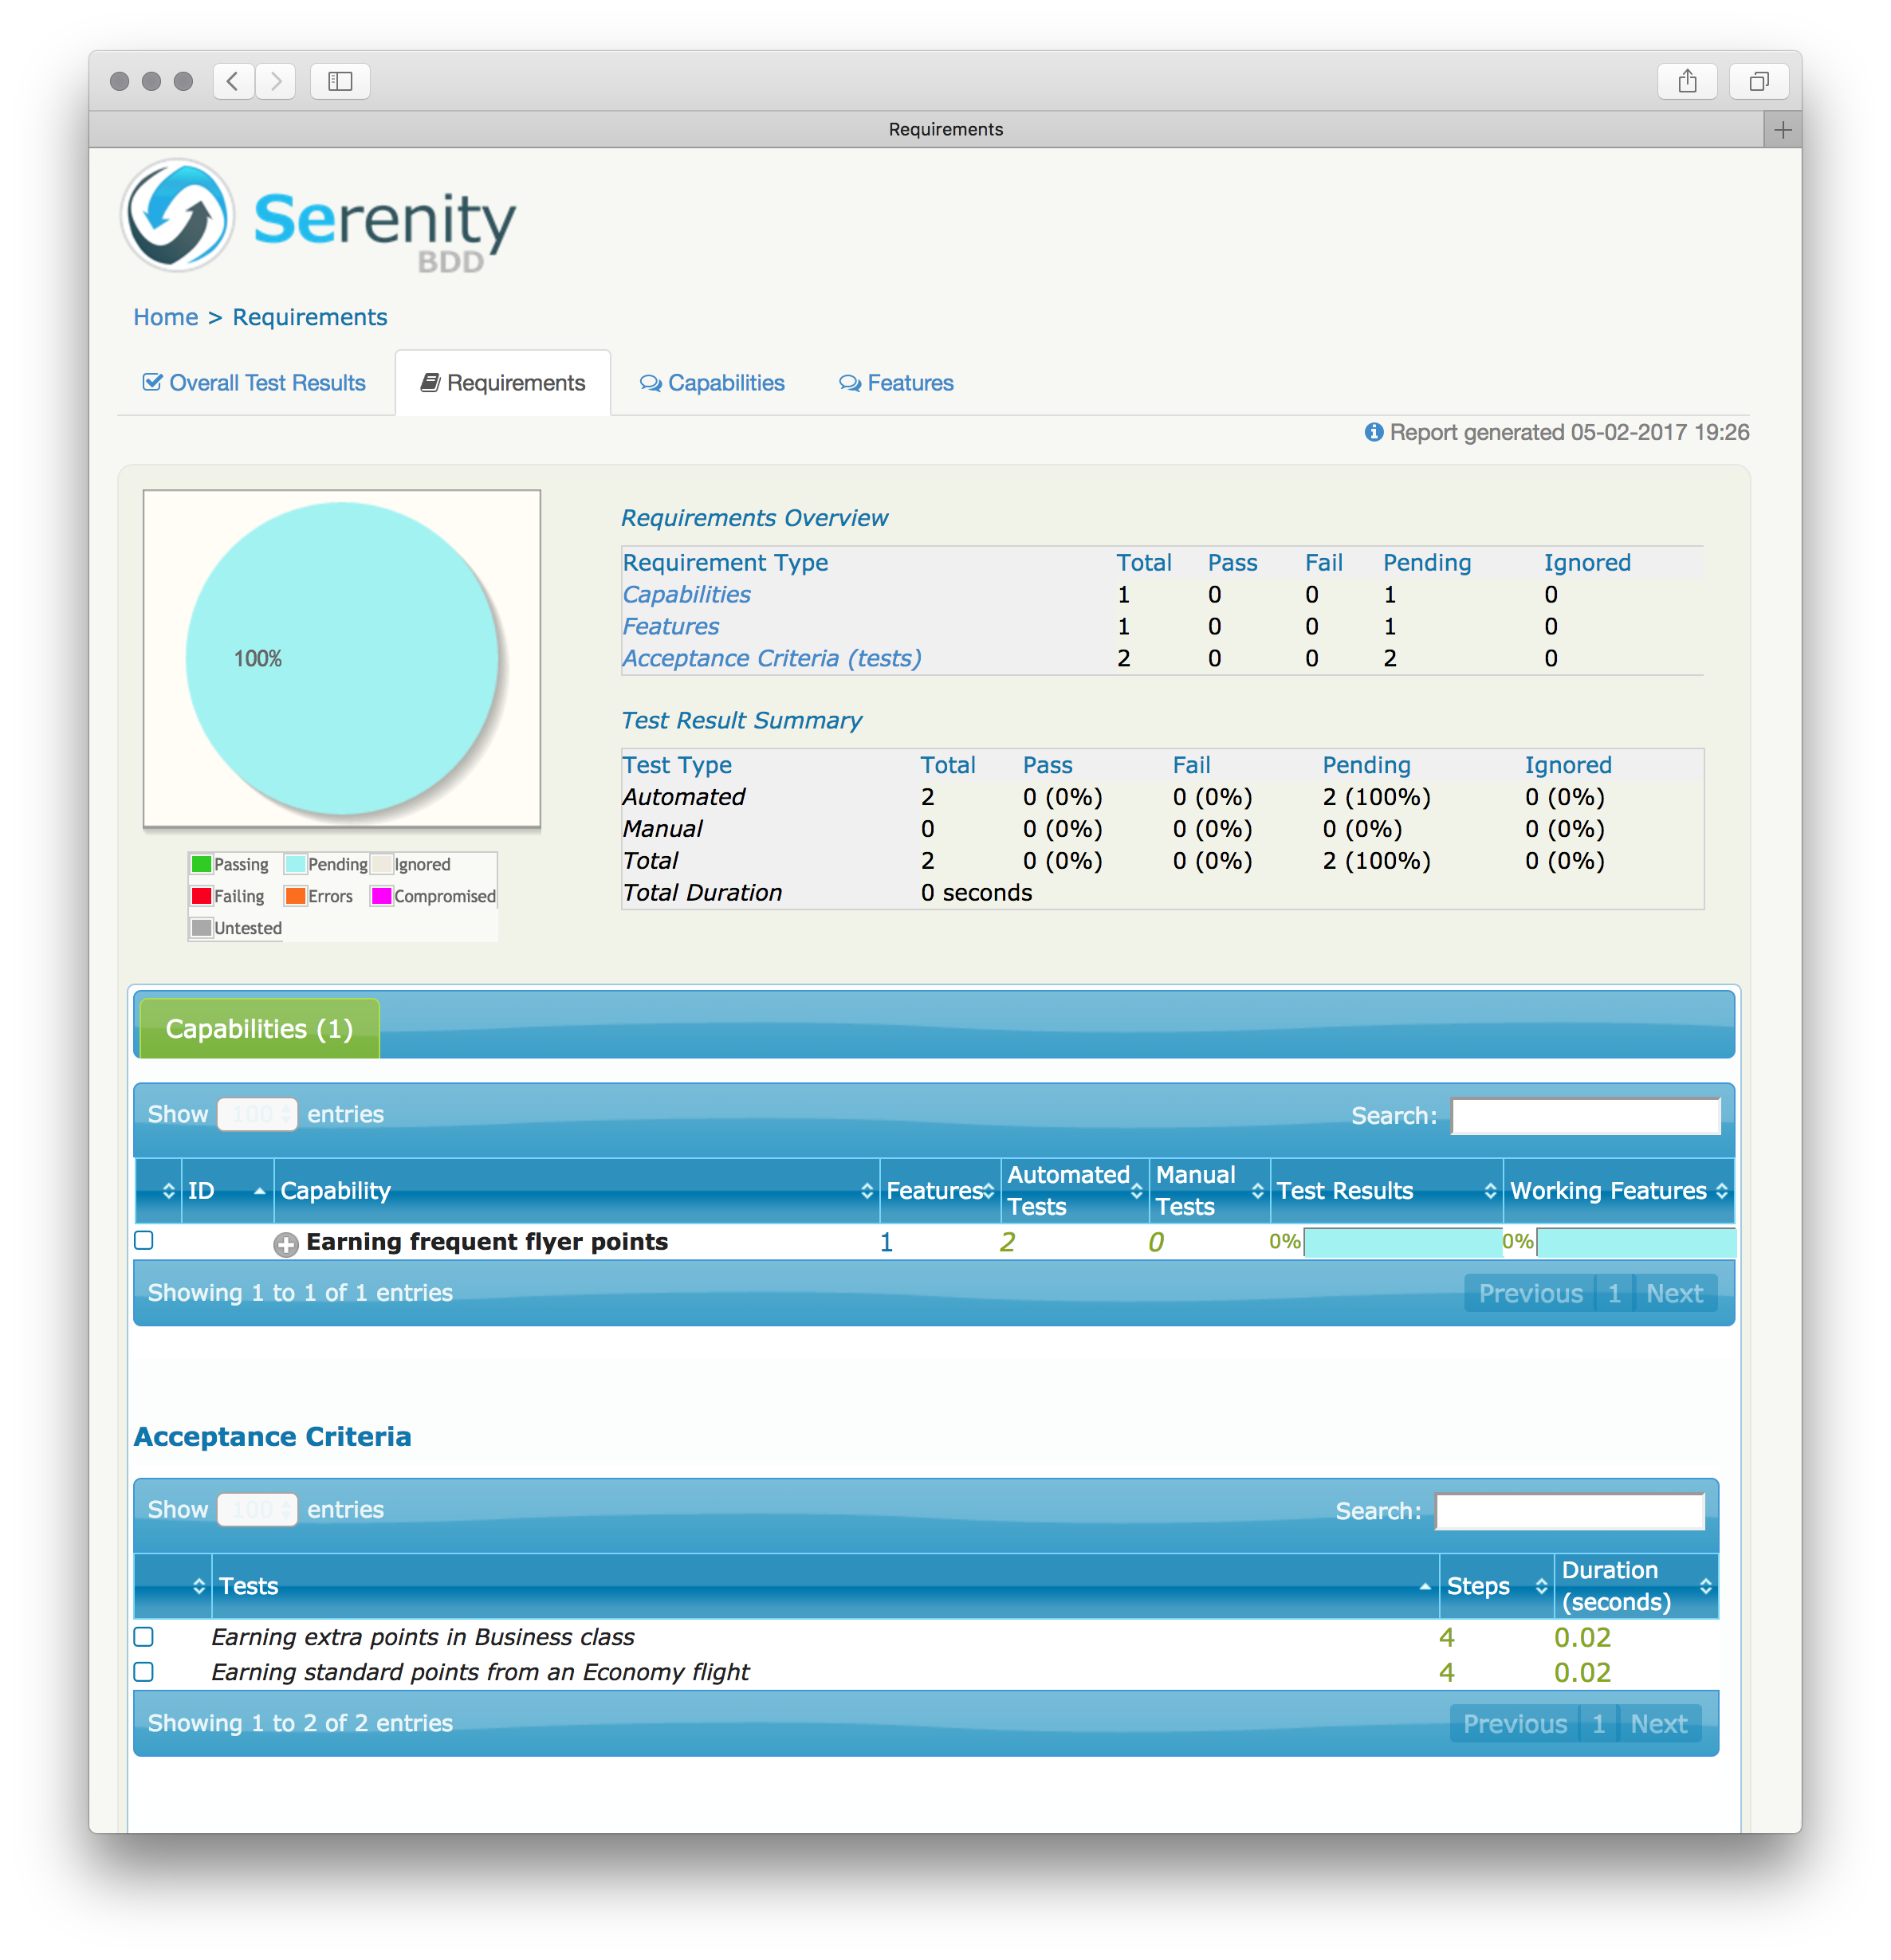 Requirements
Serenity
BDD
Home > Requirements
Overall Test Results Requirements Capabilities Features
Report generated 05-02-2017 19:26
100%
Passing Pending Ignored
Failing Errors Compromised
Untested
Requirements Overview
Requirement Type Total Pass Fail Pending Ignored
Capabilities 1 0 0 1 0
Features 1 0 0 1 0
Acceptance Criteria (tests) 2 0 0 2 0
Test Result Summary
Test Type Total Pass Fail Pending Ignored
Automated 2 0 (0%) 0 (0%) 2 (100%) 0 (0%)
Manual 0 0 (0%) 0 (0%) 0 (0%) 0 (0%)
Total 2 0 (0%) 0 (0%) 2 (100%) 0 (0%)
Total Duration 0 seconds
Capabilities (1)
Show 100 entries Search:
ID Capability Features Automated Tests Manual Tests Test Results Working Features
Earning frequent flyer points 1 2 0 0% 0%
Showing 1 to 1 of 1 entries Previous 1 Next
Acceptance Criteria
Show 100 entries Search:
Tests Steps Duration (seconds)
Earning extra points in Business class 4 0.02
Earning standard points from an Economy flight 4 0.02
Showing 1 to 2 of 2 entries Previous 1 Next